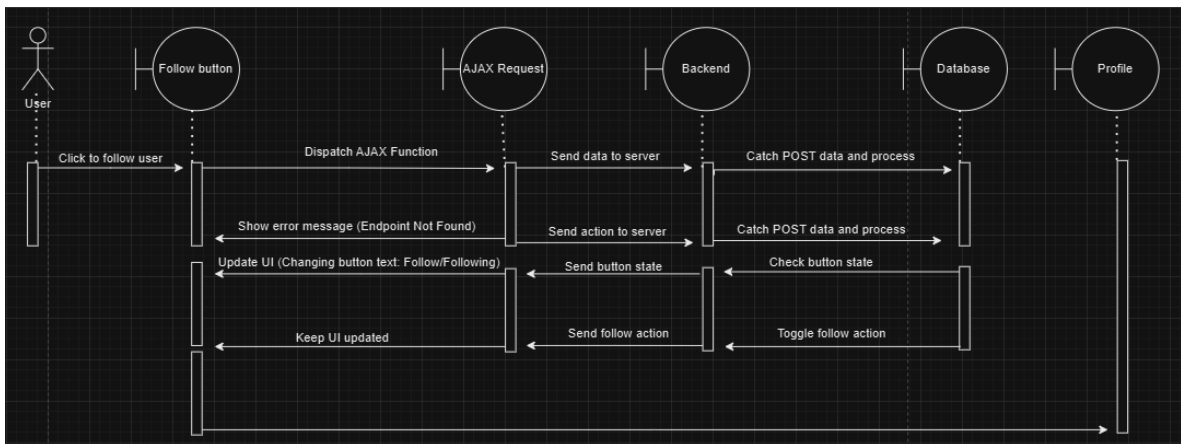 Follow button
AJAX Request
Backend
Database
Profile
User
Click to follow user
Dispatch AJAX Function
Send data to server
Catch POST data and process
Show error message (Endpoint Not Found)
Send action to server
Catch POST data and process
Update UI (Changing button text: Follow/Following)
Send button state
Check button state
Keep UI updated
Send follow action
Toggle follow action